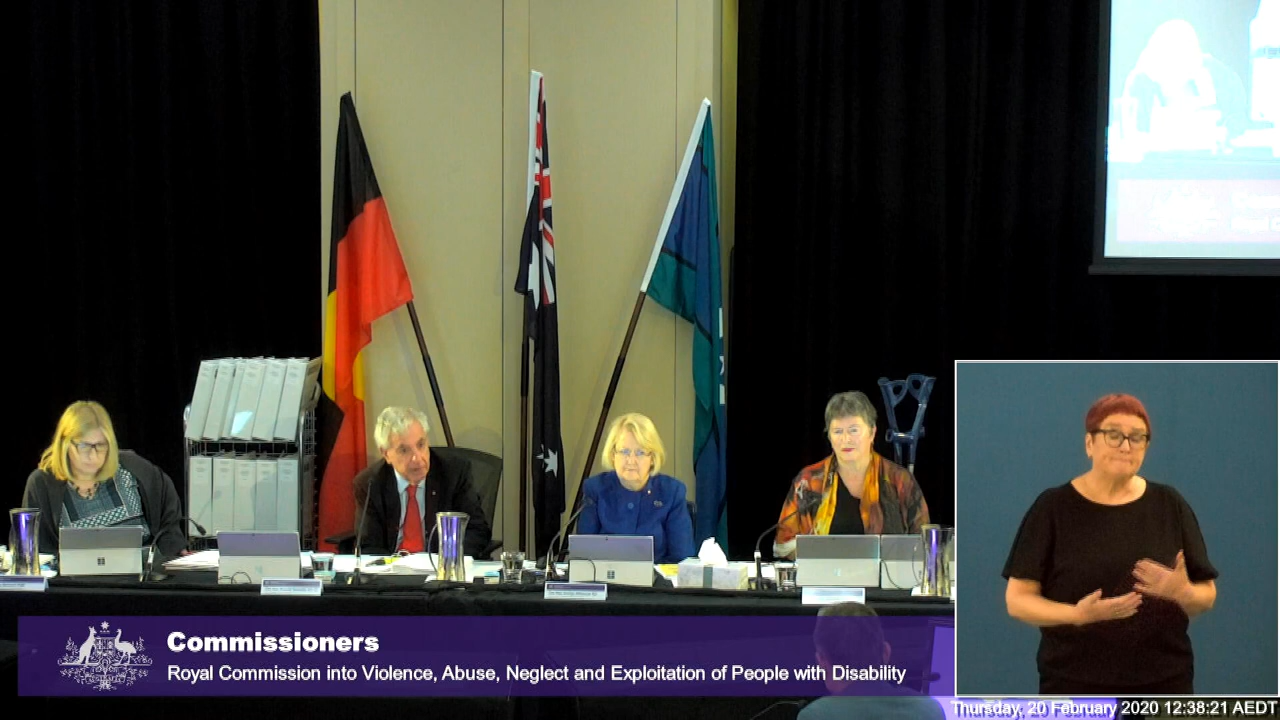 Commissioners
Royal Commission into Violence, Abuse, Neglect and Exploitation of People with Disability
Thursday, 20 February 2020 12:38:21 AEDT